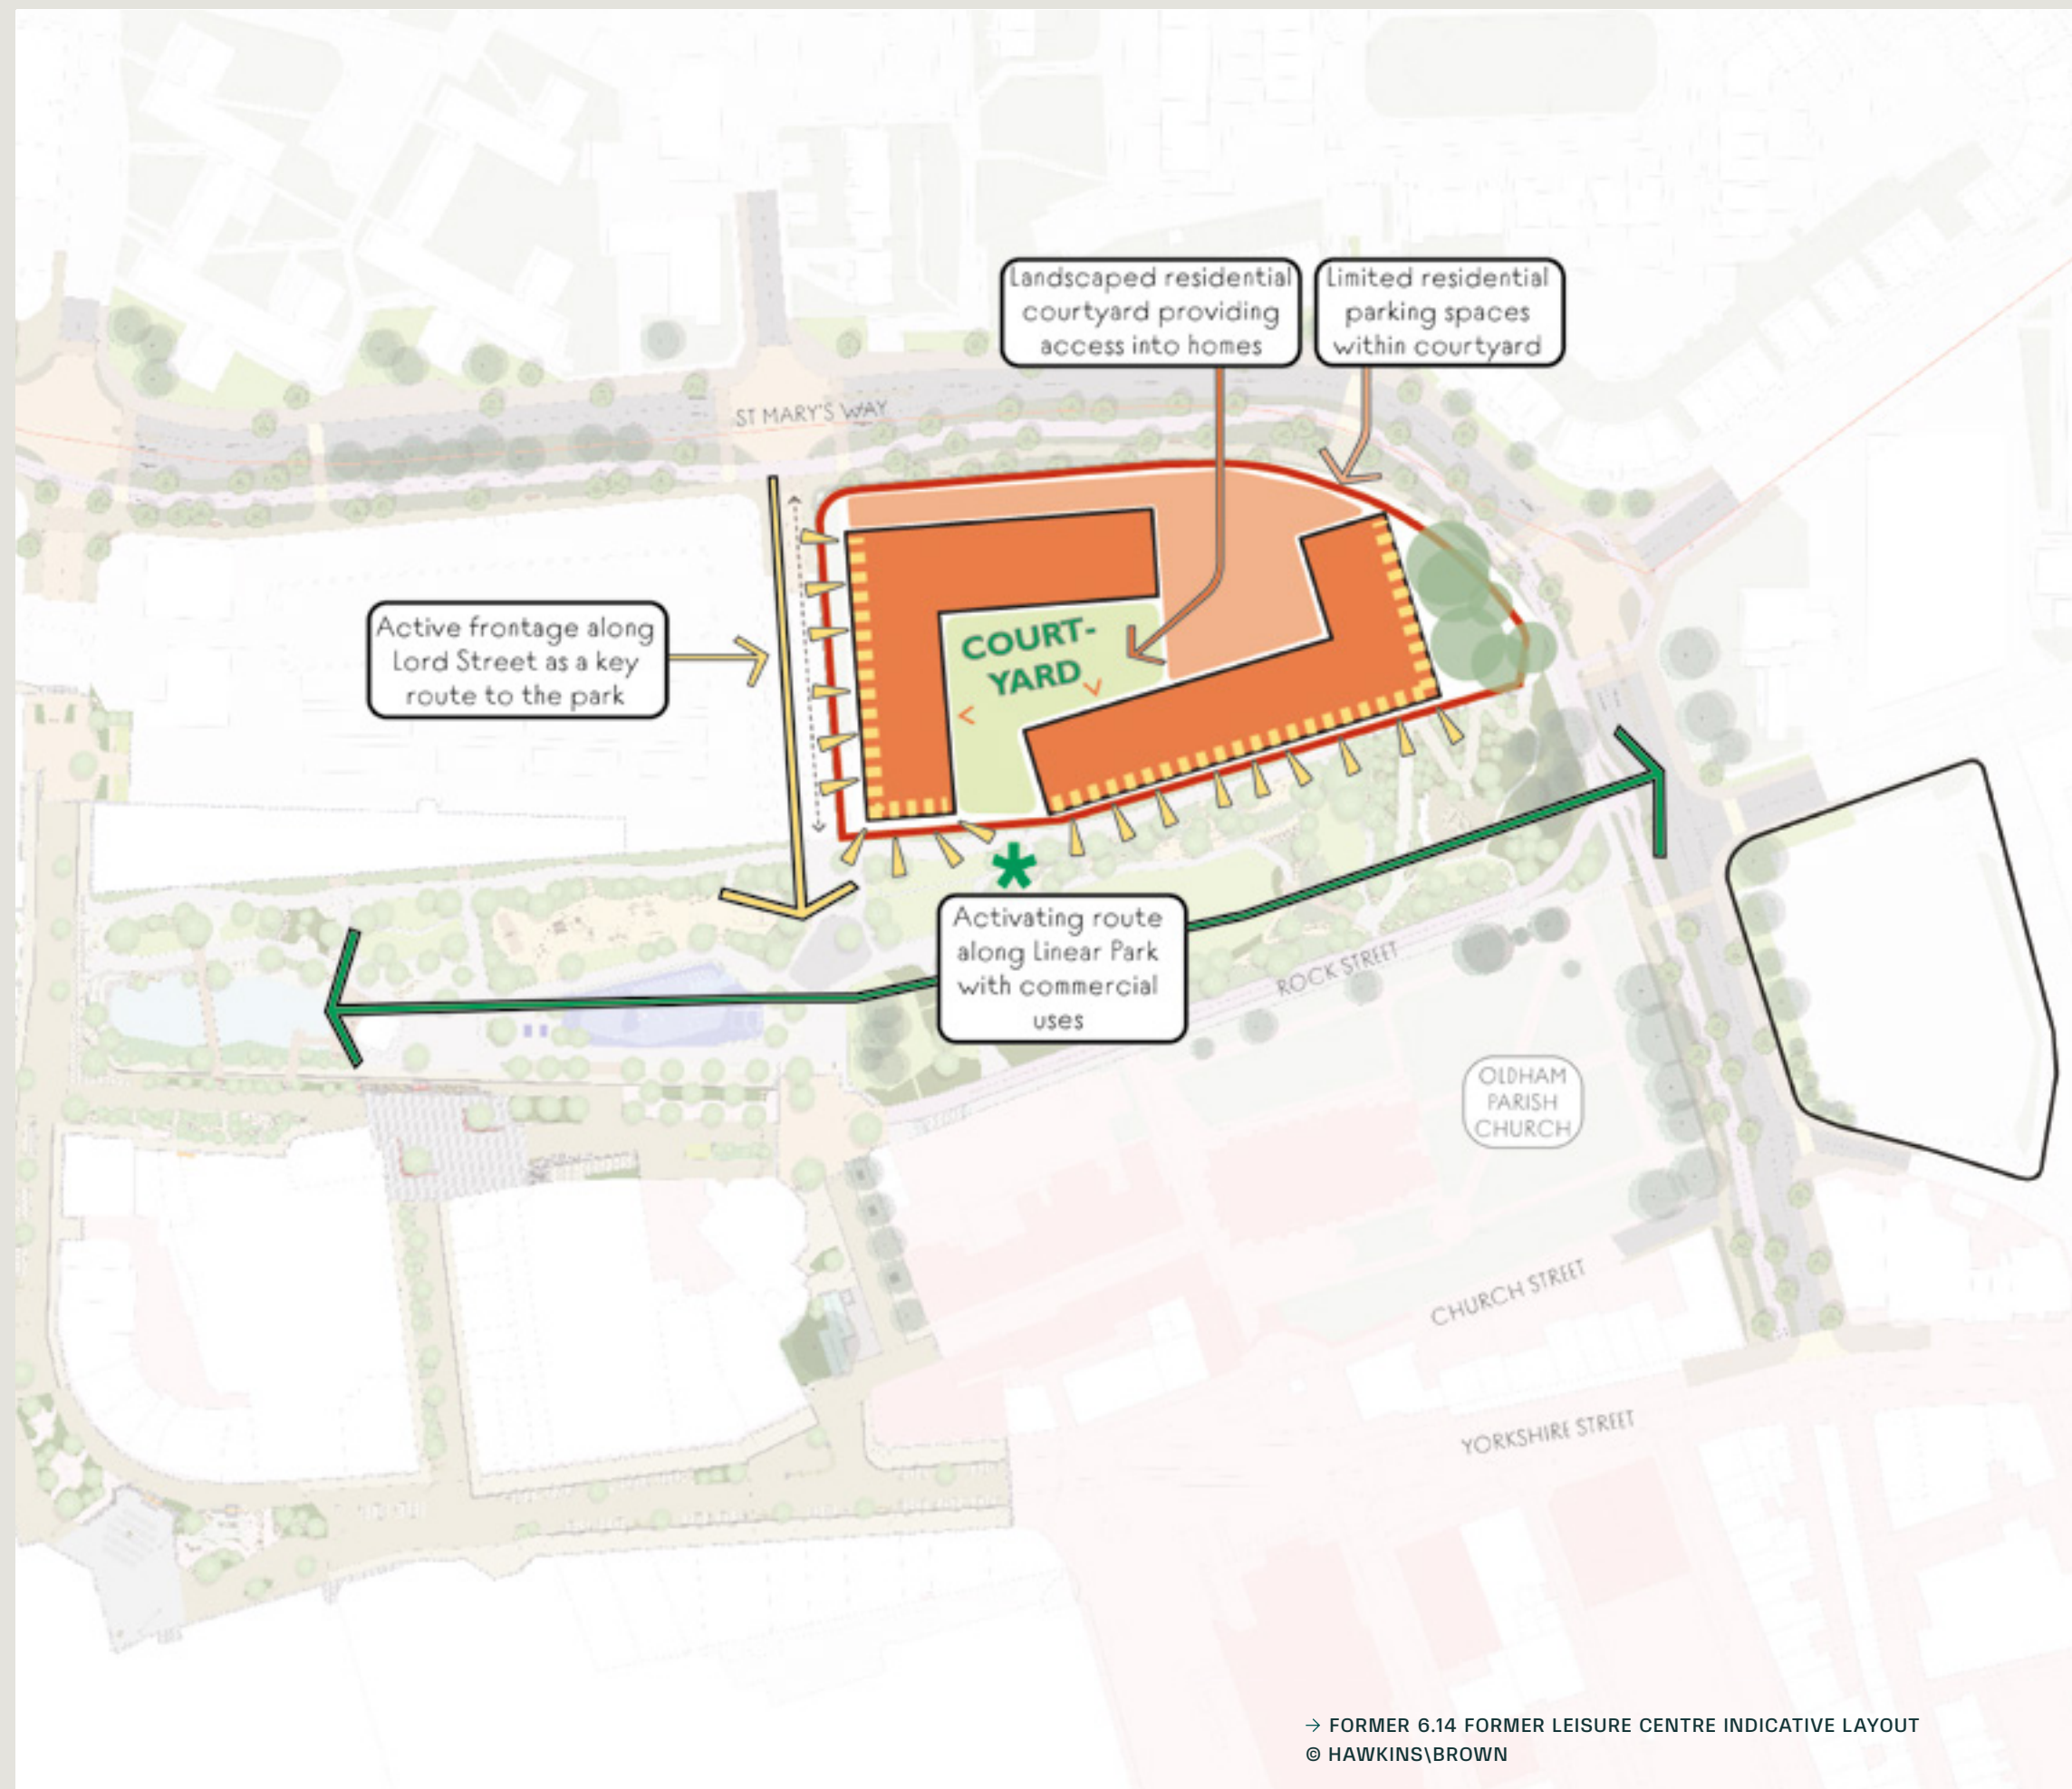 Landscaped residential
courtyard providing
access into homes
Limited residential
parking spaces
within courtyard
ST MARY'S WAY
Active frontage along
Lord Street as a key
route to the park
COURT-
YARD
Activating route
along Linear Park
with commercial
uses
ROCK STREET
OLDHAM
PARISH
CHURCH
CHURCH STREET
YORKSHIRE STREET
→ FORMER 6.14 FORMER LEISURE CENTRE INDICATIVE LAYOUT
© HAWKINS\BROWN